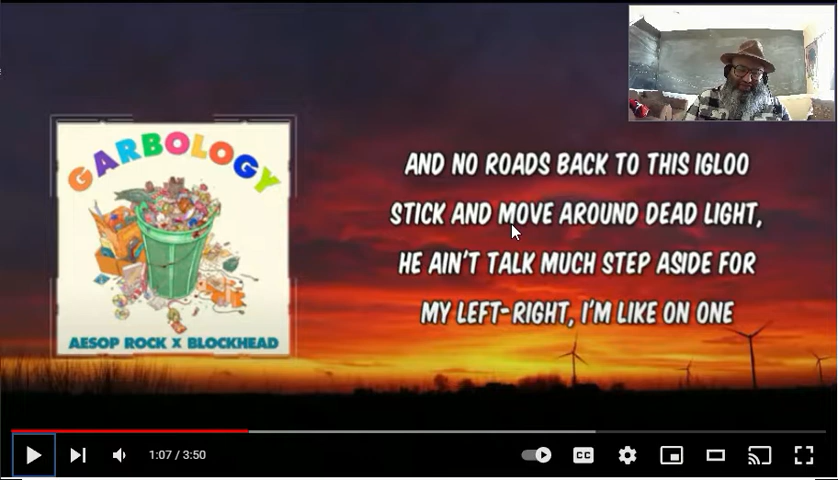 GARBOLOGY
AESOP ROCK X BLOCKHEAD
AND NO ROADS BACK TO THIS IGLOO
STICK AND MOVE AROUND DEAD LIGHT,
HE AIN'T TALK MUCH STEP ASIDE FOR
MY LEFT-RIGHT, I'M LIKE ON ONE
1:07 / 3:50
CC